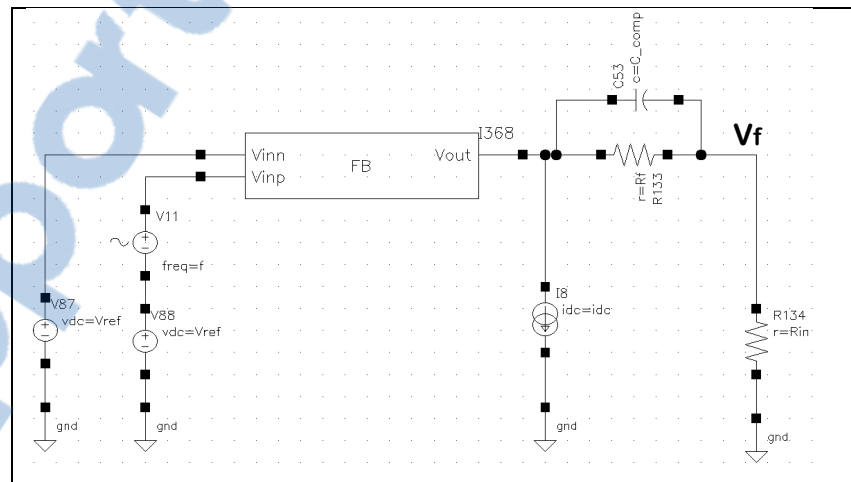 I368
Vinn
Vinp
FB
Vout
C53
c=C_comp
Vf
r=Rf
R133
V11
freq=f
V87
vdc=Vref
V88
vdc=Vref
I8
idc=idc
R134
r=Rin
gnd
gnd
gnd
gnd